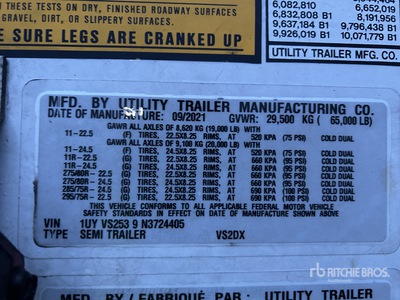 N THESE TESTS ON DRY, FINISHED ROADWAY SURFACES
GRAVEL, DIRT, OR SLIPPERY SURFACES.
E SURE LEGS ARE CRANKED UP
6,082,810
6,652,019
6,832,808 B1 8,191,956
9,637,184 B1 9,796,438 B1
9,926,019 B1 10,071,779 B1
UTILITY TRAILER MFG. CO.
MFD. BY UTILITY TRAILER MANUFACTURING CO.
DATE OF MANUFACTURE: 09/2021 GVWR: 29,500 KG ( 65,000 LB)
GAWR ALL AXLES OF 8,620 KG (19,000 LB) WITH
11-22.5 (F) TIRES, 22.5X8.25 RIMS, AT 520 KPA (75 PSI) COLD DUAL
GAWR ALL AXLES OF 9,100 KG (20,000 LB) WITH
11-24.5 (F) TIRES, 24.5X8.25 RIMS, AT 520 KPA (75 PSI) COLD DUAL
11R-22.5 (G) TIRES, 22.5X8.25 RIMS, AT 660 KPA (95 PSI) COLD DUAL
11R-24.5 (G) TIRES, 24.5X8.25 RIMS, AT 660 KPA (95 PSI) COLD DUAL
275/80R- 22.5 (G) TIRES, 22.5X8.25 RIMS, AT 660 KPA (95 PSI) COLD DUAL
275/80R- 24.5 (G) TIRES, 24.5X8.25 RIMS, AT 660 KPA (95 PSI) COLD DUAL
285/75R- 24.5 (G) TIRES, 24.5X8.25 RIMS, AT 690 KPA (100 PSI) COLD DUAL
295/75R- 22.5 (G) TIRES, 22.5X8.25 RIMS, AT 690 KPA (100 PSI) COLD DUAL
THIS VEHICLE CONFORMS TO ALL APPLICABLE FEDERAL MOTOR VEHICLE
SAFETY STANDARDS IN EFFECT ON DATE OF MANUFACTURE SHOWN ABOVE
VIN 1UY VS253 9 N3724405
TYPE SEMI TRAILER VS2DX
rb RITCHIE BROS.
MFD. BY / FABRIQUÉ PAR : UTILITY TRAILER